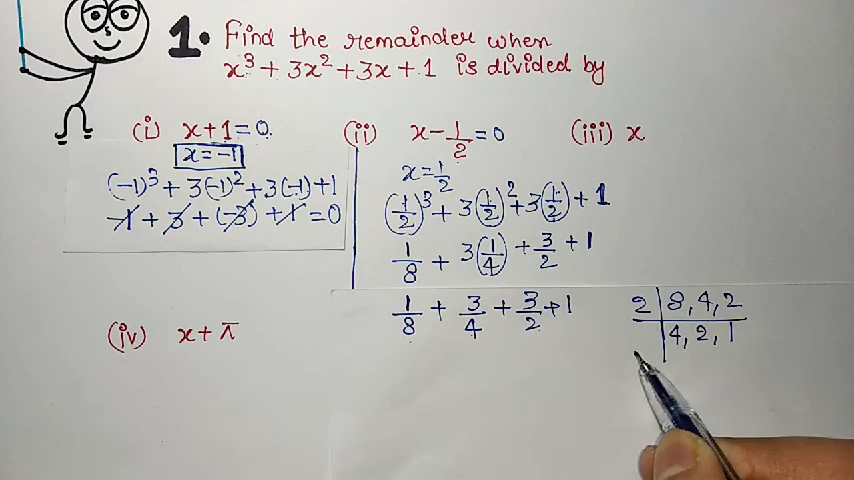 1. Find the remainder when
x³ + 3x² + 3x + 1 is divided by
(i) x+1=0.
x=-1
(-1)³ + 3(-1)² + 3(-1) + 1
-1 + 3 + (-3) + 1 = 0
(ii) x - 1/2 = 0
x = 1/2
(1/2)³ + 3(1/2)² + 3(1/2) + 1
1/8 + 3(1/4) + 3/2 + 1
1/8 + 3/4 + 3/2 + 1
2 | 8, 4, 2
4, 2, 1
(iii) x
(iv) x + π